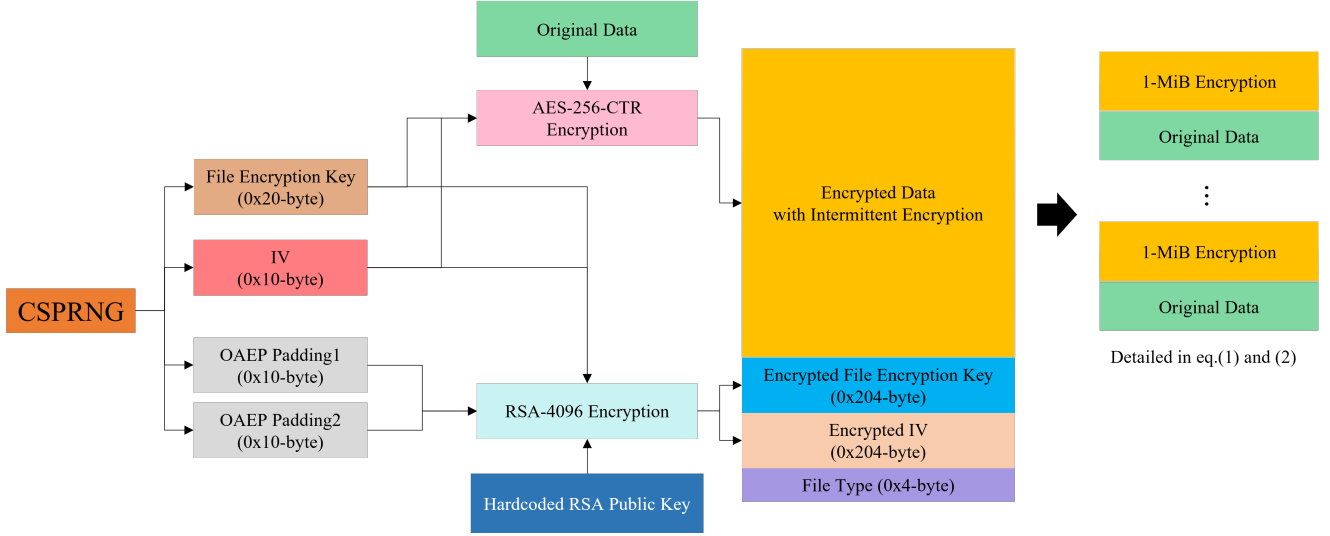 Original Data
AES-256-CTR
Encryption
File Encryption Key
(0x20-byte)
IV
(0x10-byte)
CSPRNG
OAEP Padding1
(0x10-byte)
OAEP Padding2
(0x10-byte)
RSA-4096 Encryption
Hardcoded RSA Public Key
Encrypted Data
with Intermittent Encryption
Encrypted File Encryption Key
(0x204-byte)
Encrypted IV
(0x204-byte)
File Type (0x4-byte)
1-MiB Encryption
Original Data
⋮
1-MiB Encryption
Original Data
Detailed in eq.(1) and (2)